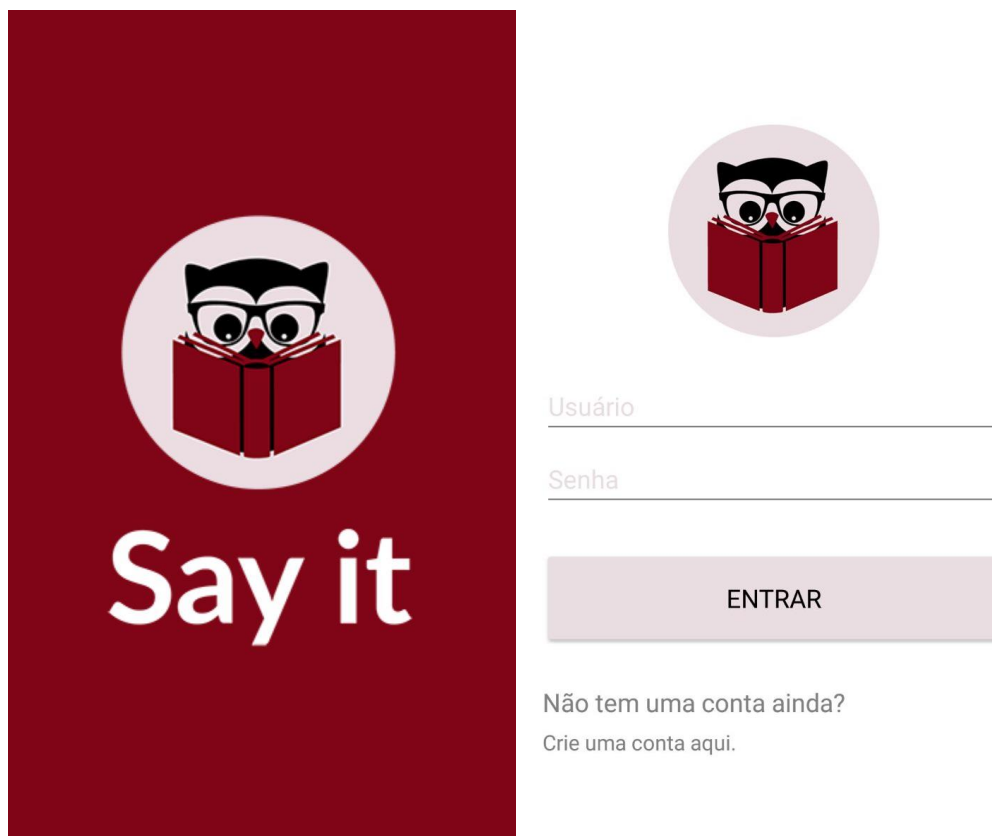 Say it
Usuário
Senha
ENTRAR
Não tem uma conta ainda?
Crie uma conta aqui.